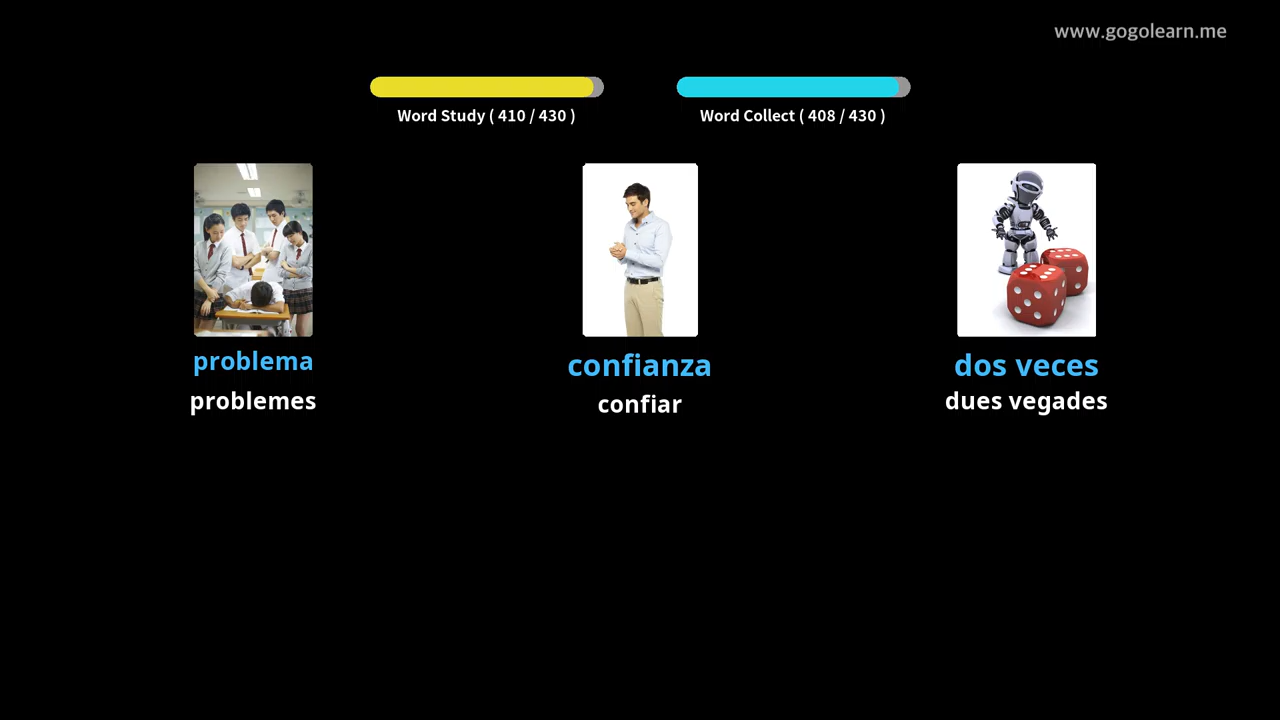 www.gogolearn.me
Word Study ( 410 / 430 )
Word Collect ( 408 / 430 )
problema
problemes
confianza
confiar
dos veces
dues vegades